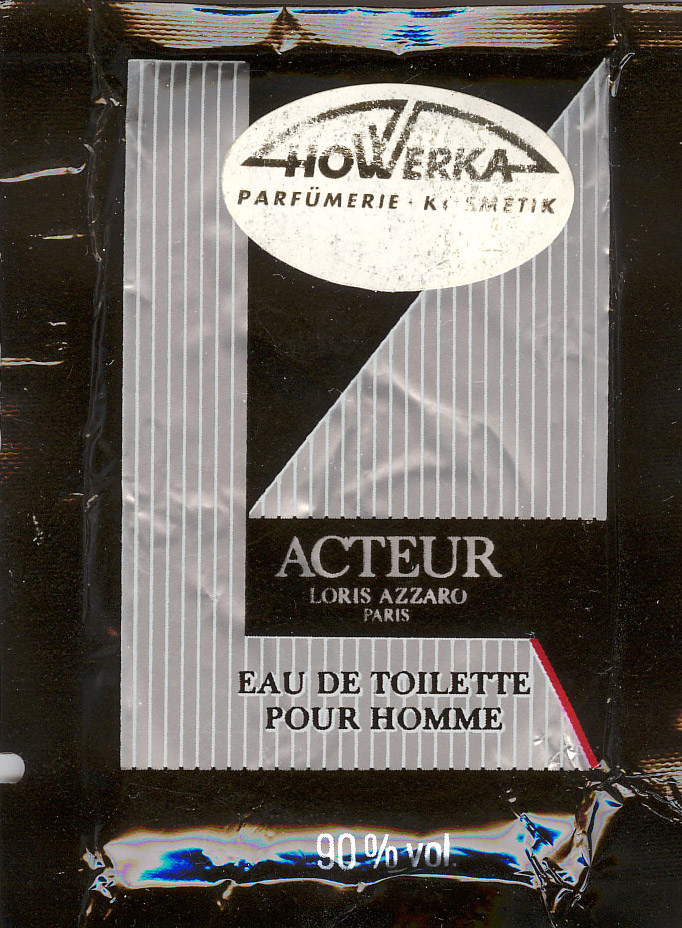 HOWERKA
PARFÜMERIE · KOSMETIK
ACTEUR
LORIS AZZARO
PARIS
EAU DE TOILETTE
POUR HOMME
90% vol.